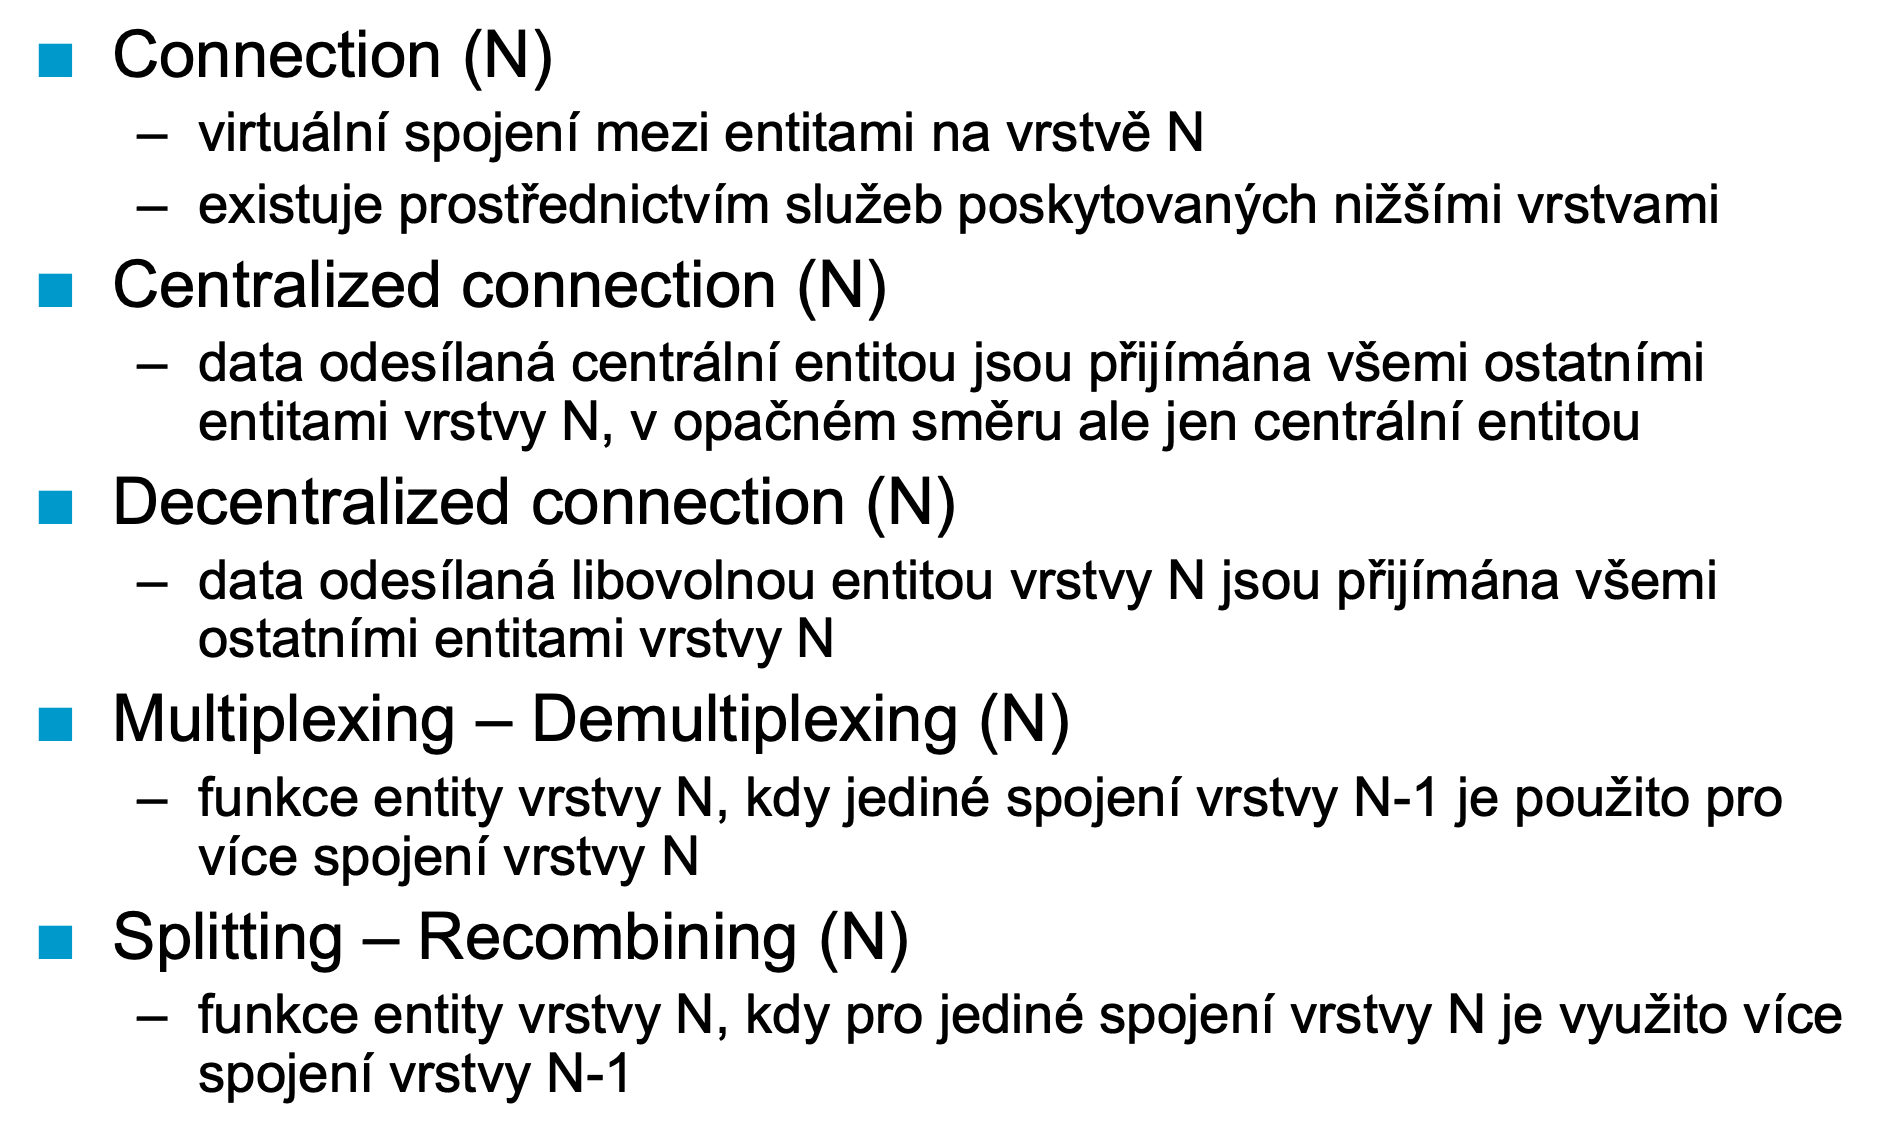 Connection (N)
– virtuální spojení mezi entitami na vrstvě N
– existuje prostřednictvím služeb poskytovaných nižšími vrstvami
Centralized connection (N)
– data odesílaná centrální entitou jsou přijímána všemi ostatními
entitami vrstvy N, v opačném směru ale jen centrální entitou
Decentralized connection (N)
– data odesílaná libovolnou entitou vrstvy N jsou přijímána všemi
ostatními entitami vrstvy N
Multiplexing – Demultiplexing (N)
– funkce entity vrstvy N, kdy jediné spojení vrstvy N-1 je použito pro
více spojení vrstvy N
Splitting – Recombining (N)
– funkce entity vrstvy N, kdy pro jediné spojení vrstvy N je využito více
spojení vrstvy N-1